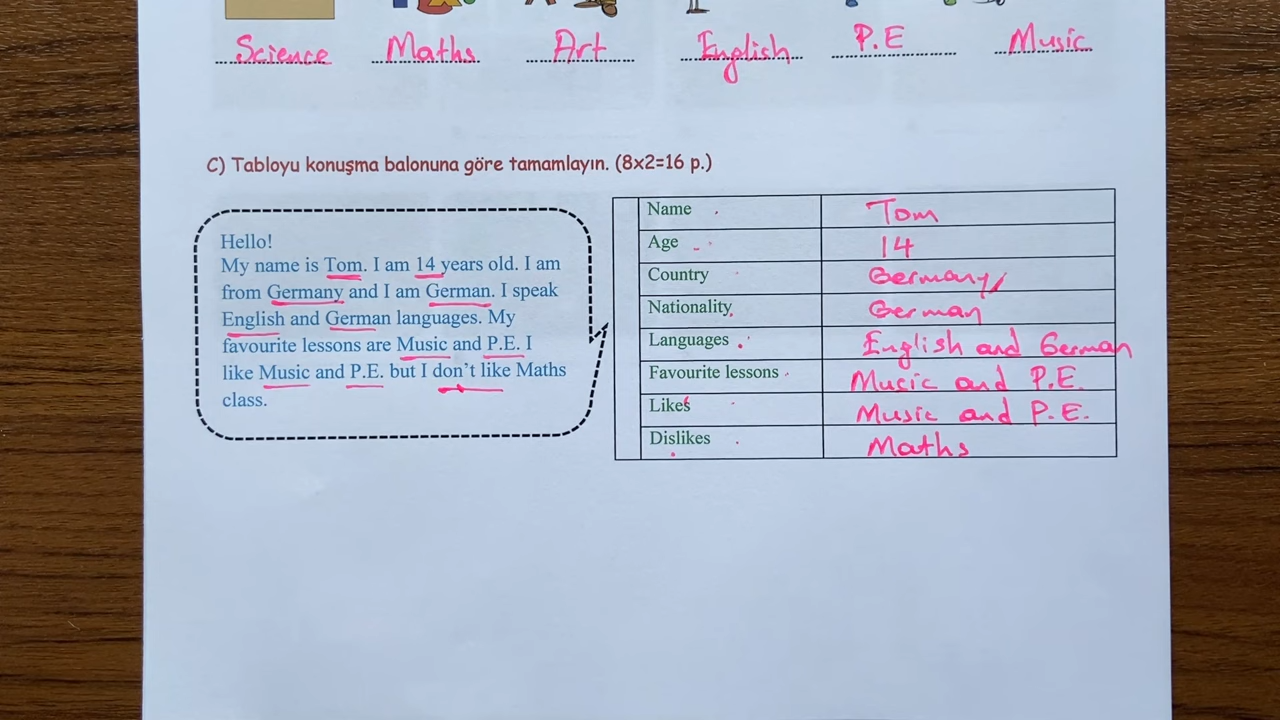 Science Maths Art English P.E Music
C) Tabloyu konuşma balonuna göre tamamlayın. (8x2=16 p.)
Hello!
My name is Tom. I am 14 years old. I am
from Germany and I am German. I speak
English and German languages. My
favourite lessons are Music and P.E. I
like Music and P.E. but I don't like Maths
class.
Name Tom
Age 14
Country Germany
Nationality German
Languages English and German
Favourite lessons Music and P.E.
Likes Music and P.E.
Dislikes Maths